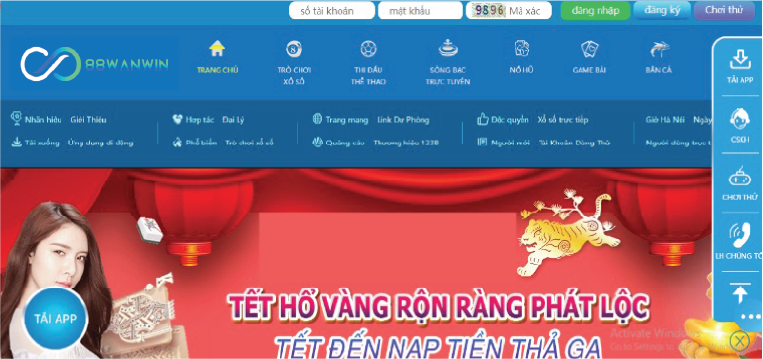 số tài khoản mật khẩu 9896 Mã xác đăng nhập đăng ký Chơi thử
88WANWIN
TRANG CHỦ
TRÒ CHƠI
XỔ SỐ
THI ĐẤU
THỂ THAO
SÒNG BẠC
TRỰC TUYẾN
NỔ HŨ
GAME BÀI
BẮN CÁ
Nhãn hiệu Giới Thiệu Hợp tác Đại Lý Trang mạng Link Dự Phòng Độc quyền Xổ số trực tiếp Giờ Hà Nội Ngày
Tải xuống Ứng dụng di động Phổ biến Trò chơi xổ số Quảng cáo Thương hiệu 1238 Người mới Tài Khoản Dùng Thử Người dùng trực t
TẢI APP
CSKH
CHƠI THỬ
LH CHÚNG TÔ
TẾT HỔ VÀNG RỘN RÀNG PHÁT LỘC
TẢI APP
TẾT ĐẾN NẠP TIỀN THẢ GA
Activate Windo
Go to Settings to